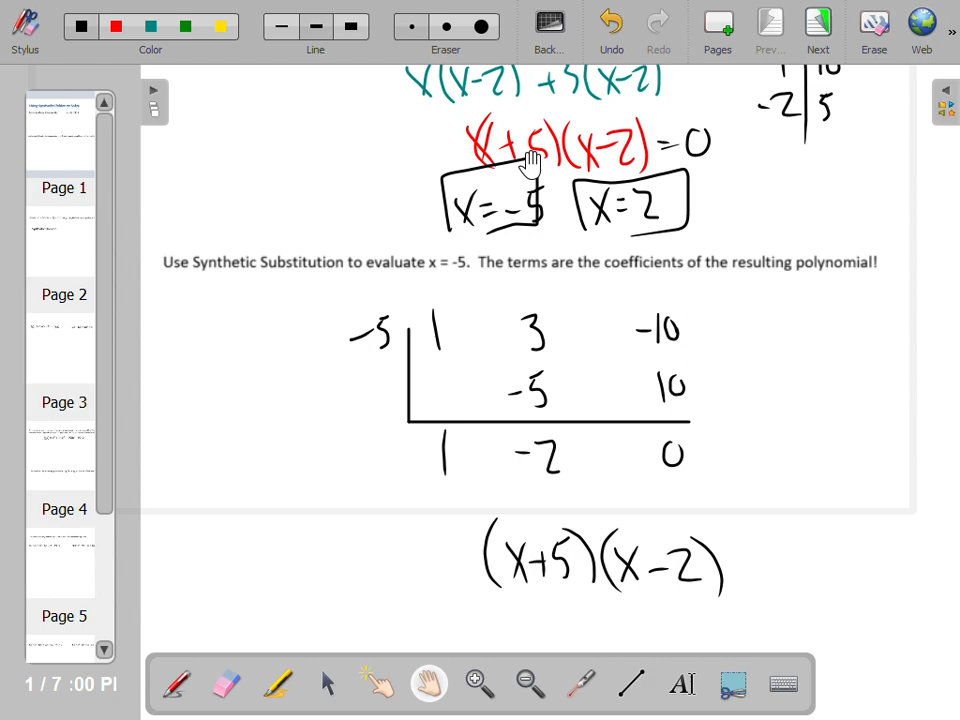 Stylus Color Line Eraser Back... Undo Redo Pages Prev... Next Erase Web »
x(x-2) +5(x-2) 1 10
-2 5
(x+5)(x-2) = 0
x=-5 x=2
Use Synthetic Substitution to evaluate x = -5. The terms are the coefficients of the resulting polynomial!
-5 1 3 -10
-5 10
1 -2 0
(x+5)(x-2)
Page 1
Page 2
Page 3
Page 4
Page 5
1 / 7 :00 PI
A